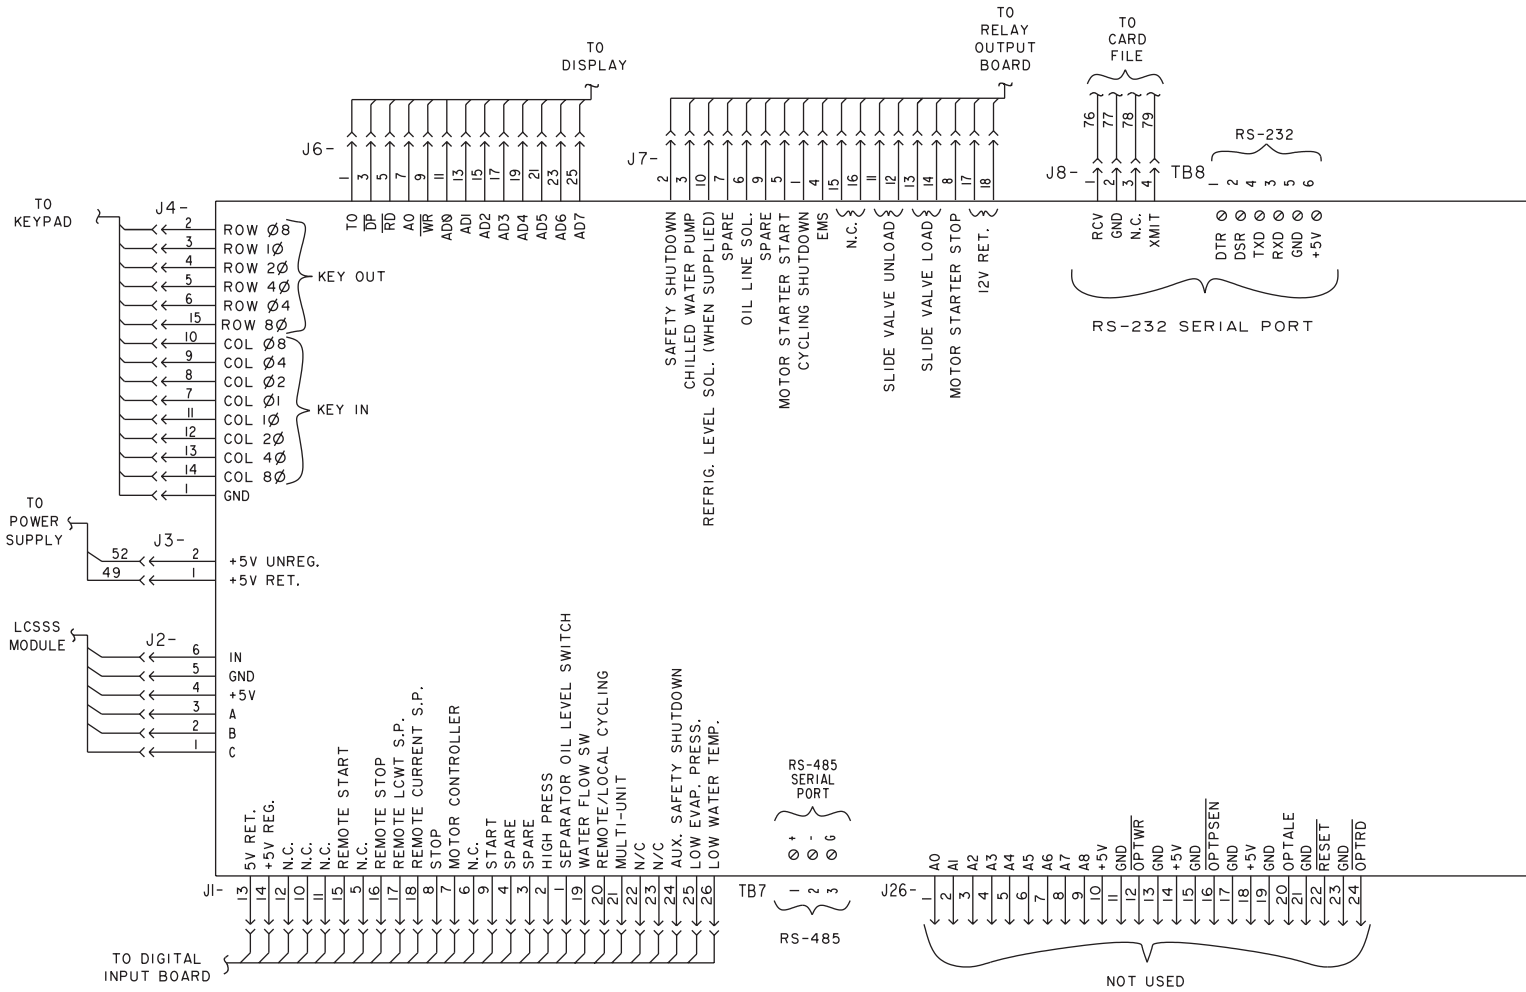 TO
DISPLAY
J6-
1 3 5 7 9 11 13 15 17 19 21 23 25
TO
DP
RD
AO
WR
ADØ
AD1
AD2
AD3
AD4
AD5
AD6
AD7
TO
RELAY
OUTPUT
BOARD
J7-
2 3 10 7 6 9 5 1 4 15 16 11 12 13 14 8 17 18
SAFETY SHUTDOWN
CHILLED WATER PUMP
REFRIG. LEVEL SOL. (WHEN SUPPLIED)
SPARE
OIL LINE SOL.
SPARE
MOTOR STARTER START
CYCLING SHUTDOWN
EMS
N.C.
SLIDE VALVE UNLOAD
SLIDE VALVE LOAD
MOTOR STARTER STOP
12V RET.
TO
CARD
FILE
76 77 78 79
J8-
1 2 3 4
RCV
GND
N.C.
XMIT
RS-232
TB8
1 2 4 3 5 6
DTR
DSR
TXD
RXD
GND
+5V
RS-232 SERIAL PORT
TO
KEYPAD
J4-
2 ROW Ø8
3 ROW 1Ø
4 ROW 2Ø
5 ROW 4Ø
6 ROW Ø4
15 ROW 8Ø
KEY OUT
10 COL Ø8
9 COL Ø4
8 COL Ø2
7 COL Ø1
11 COL 1Ø
12 COL 2Ø
13 COL 4Ø
14 COL 8Ø
KEY IN
1 GND
TO
POWER
SUPPLY
J3-
52 2 +5V UNREG.
49 1 +5V RET.
LCSSS
MODULE
J2-
6 IN
5 GND
4 +5V
3 A
2 B
1 C
5V RET.
+5V REG.
N.C.
N.C.
N.C.
REMOTE START
N.C.
REMOTE STOP
REMOTE LCWT S.P.
REMOTE CURRENT S.P.
STOP
MOTOR CONTROLLER
N.C.
START
SPARE
SPARE
HIGH PRESS
SEPARATOR OIL LEVEL SWITCH
WATER FLOW SW
REMOTE/LOCAL CYCLING
MULTI-UNIT
N/C
N/C
AUX. SAFETY SHUTDOWN
LOW EVAP. PRESS.
LOW WATER TEMP.
J1-
13 14 12 10 11 15 5 16 17 18 8 7 6 9 4 3 2 1 19 20 21 22 23 24 25 26
TO DIGITAL
INPUT BOARD
RS-485
SERIAL
PORT
+ - G
TB7
1 2 3
RS-485
A0
A1
A2
A3
A4
A5
A6
A7
A8
+5V
GND
OPTWR
GND
+5V
GND
OPTPSEN
GND
+5V
GND
OPTALE
GND
RESET
GND
OPTRD
J26-
1 2 3 4 5 6 7 8 9 10 11 12 13 14 15 16 17 18 19 20 21 22 23 24
NOT USED